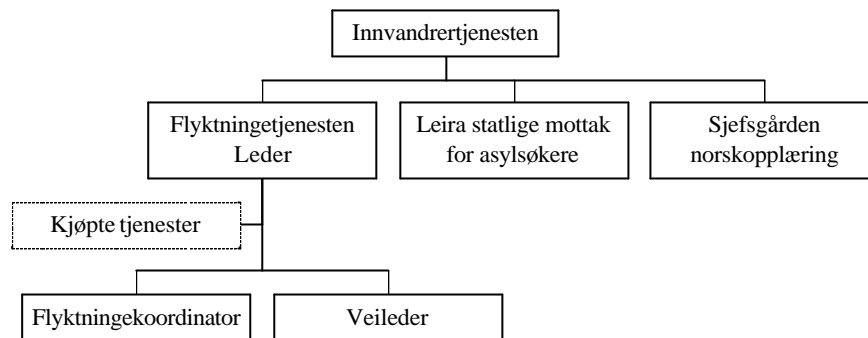 Innvandrertjenesten
Flyktningetjenesten
Leder
Leira statlige mottak
for asylsøkere
Sjefsgården
norskopplæring
Kjøpte tjenester
Flyktningekoordinator
Veileder